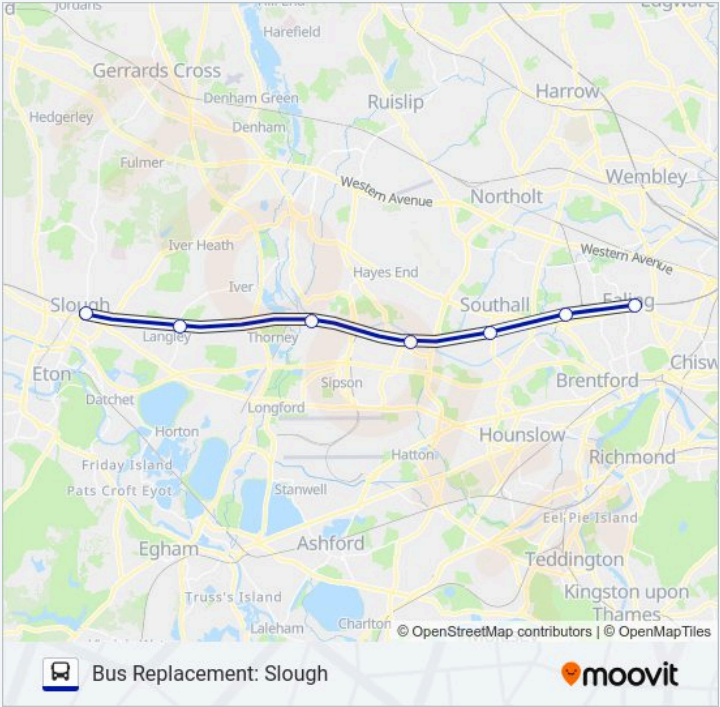 d
Jordans
Edgware
Harefield
Gerrards Cross
Harrow
Denham Green
Ruislip
Hedgerley
Denham
Fulmer
Wembley
Western Avenue
Northolt
Iver Heath
Western Avenue
Hayes End
Iver
Slough
Southall
Ealing
Langley
Thorney
Chisw
Eton
Sipson
Brentford
Datchet
Longford
Horton
Hounslow
Hatton
Richmond
Friday Island
Pats Croft Eyot
Stanwell
Eel Pie Island
Egham
Ashford
Teddington
Truss's Island
Kingston upon
Thames
Laleham
Charlton
© OpenStreetMap contributors | © OpenMapTiles
Bus Replacement: Slough
moovit